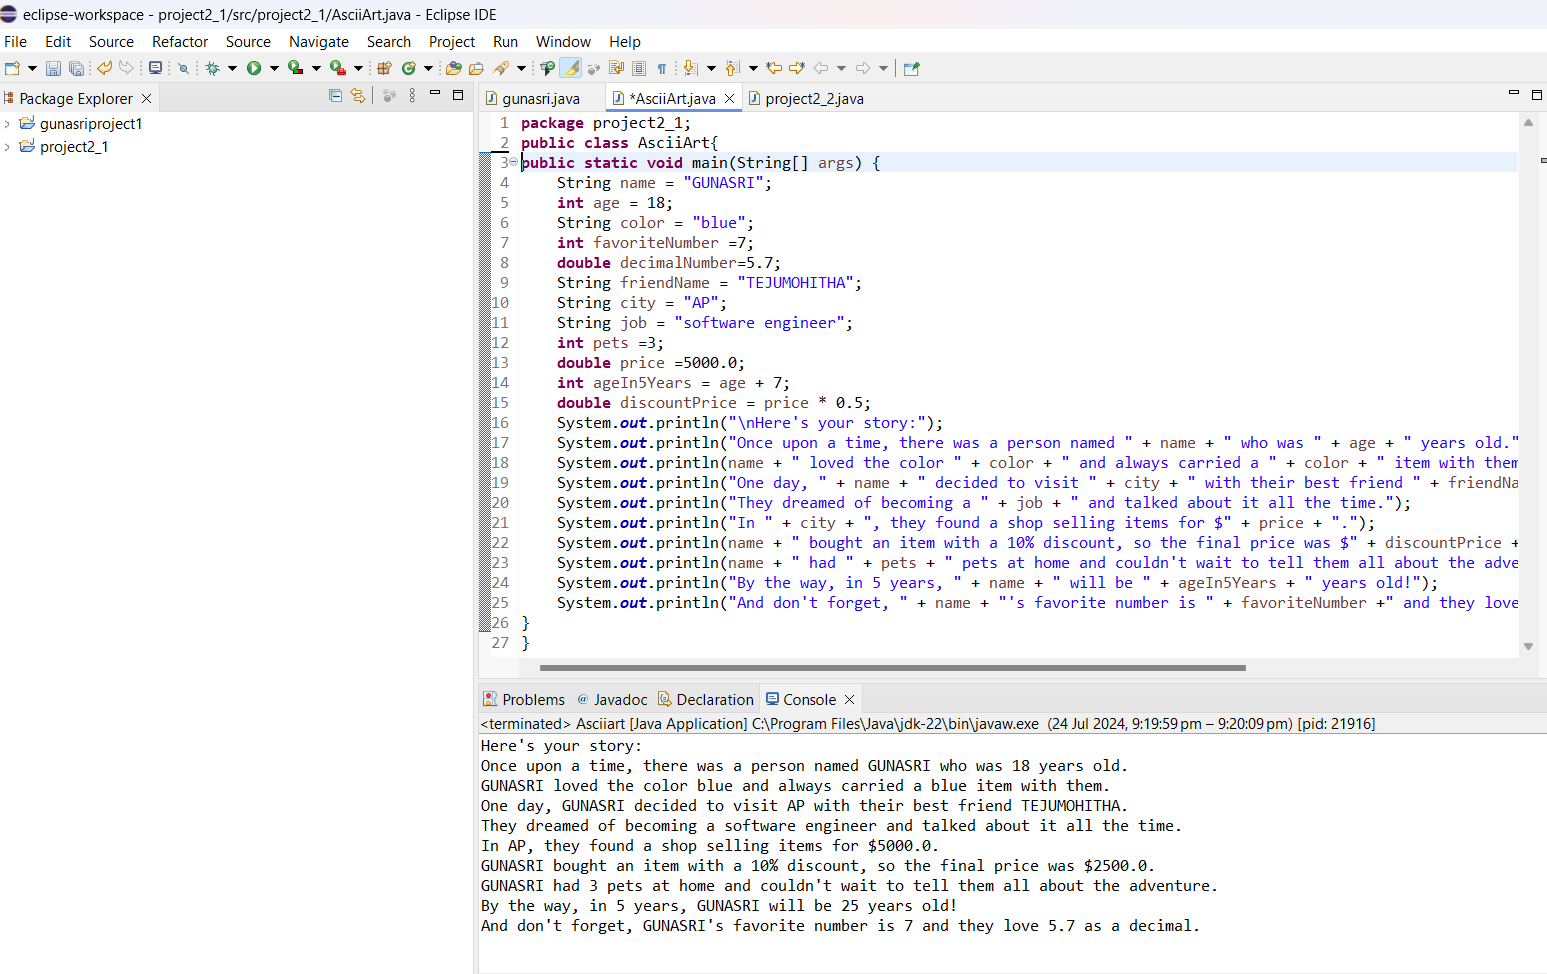 eclipse-workspace - project2_1/src/project2_1/AsciiArt.java - Eclipse IDE
File Edit Source Refactor Source Navigate Search Project Run Window Help
Package Explorer
gunasriproject1
project2_1
gunasri.java *AsciiArt.java project2_2.java
1 package project2_1;
2 public class AsciiArt{
3 public static void main(String[] args) {
4     String name = "GUNASRI";
5     int age = 18;
6     String color = "blue";
7     int favoriteNumber =7;
8     double decimalNumber=5.7;
9     String friendName = "TEJUMOHITHA";
10     String city = "AP";
11     String job = "software engineer";
12     int pets =3;
13     double price =5000.0;
14     int ageIn5Years = age + 7;
15     double discountPrice = price * 0.5;
16     System.out.println("\nHere's your story:");
17     System.out.println("Once upon a time, there was a person named " + name + " who was " + age + " years old."
18     System.out.println(name + " loved the color " + color + " and always carried a " + color + " item with them
19     System.out.println("One day, " + name + " decided to visit " + city + " with their best friend " + friendNa
20     System.out.println("They dreamed of becoming a " + job + " and talked about it all the time.");
21     System.out.println("In " + city + ", they found a shop selling items for $" + price + ".");
22     System.out.println(name + " bought an item with a 10% discount, so the final price was $" + discountPrice +
23     System.out.println(name + " had " + pets + " pets at home and couldn't wait to tell them all about the adve
24     System.out.println("By the way, in 5 years, " + name + " will be " + ageIn5Years + " years old!");
25     System.out.println("And don't forget, " + name + "'s favorite number is " + favoriteNumber +" and they love
26 }
27 }
Problems @ Javadoc Declaration Console
<terminated> Asciiart [Java Application] C:\Program Files\Java\jdk-22\bin\javaw.exe (24 Jul 2024, 9:19:59 pm – 9:20:09 pm) [pid: 21916]
Here's your story:
Once upon a time, there was a person named GUNASRI who was 18 years old.
GUNASRI loved the color blue and always carried a blue item with them.
One day, GUNASRI decided to visit AP with their best friend TEJUMOHITHA.
They dreamed of becoming a software engineer and talked about it all the time.
In AP, they found a shop selling items for $5000.0.
GUNASRI bought an item with a 10% discount, so the final price was $2500.0.
GUNASRI had 3 pets at home and couldn't wait to tell them all about the adventure.
By the way, in 5 years, GUNASRI will be 25 years old!
And don't forget, GUNASRI's favorite number is 7 and they love 5.7 as a decimal.